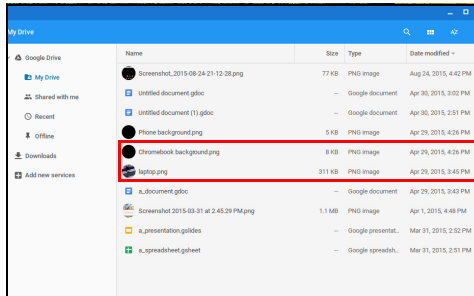 My Drive
Google Drive
My Drive
Shared with me
Recent
Offline
Downloads
Add new services
Name Size Type Date modified
Screenshot_2015-08-24-21-12-28.png 77 KB PNG image Aug 24, 2015, 4:42 PM
Untitled document.gdoc -- Google document Apr 30, 2015, 3:02 PM
Untitled document (1).gdoc -- Google document Apr 30, 2015, 2:51 PM
Phone background.png 5 KB PNG image Apr 29, 2015, 4:26 PM
Chromebook background.png 8 KB PNG image Apr 29, 2015, 4:26 PM
laptop.png 311 KB PNG image Apr 29, 2015, 3:45 PM
a_document.gdoc -- Google document Apr 29, 2015, 3:43 PM
Screenshot 2015-03-31 at 2.45.29 PM.png 1.1 MB PNG image Apr 1, 2015, 4:48 PM
a_presentation.gslides -- Google presentat... Mar 31, 2015, 2:52 PM
a_spreadsheet.gsheet -- Google spreadsh... Mar 31, 2015, 2:51 PM